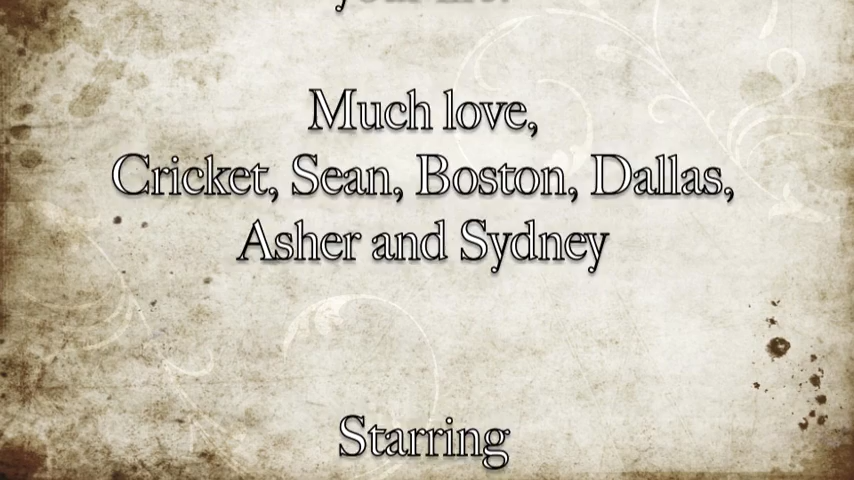 Much love,
Cricket, Sean, Boston, Dallas,
Asher and Sydney
Starring